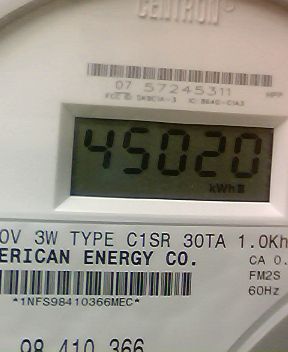 CENTRON®
07 57245311
45020
kWh
0V 3W TYPE C1SR 30TA 1.0Kh
ERICAN ENERGY CO.
CA 0.
FM2S
60Hz
*1NFS98410366MEC*
98 410 366